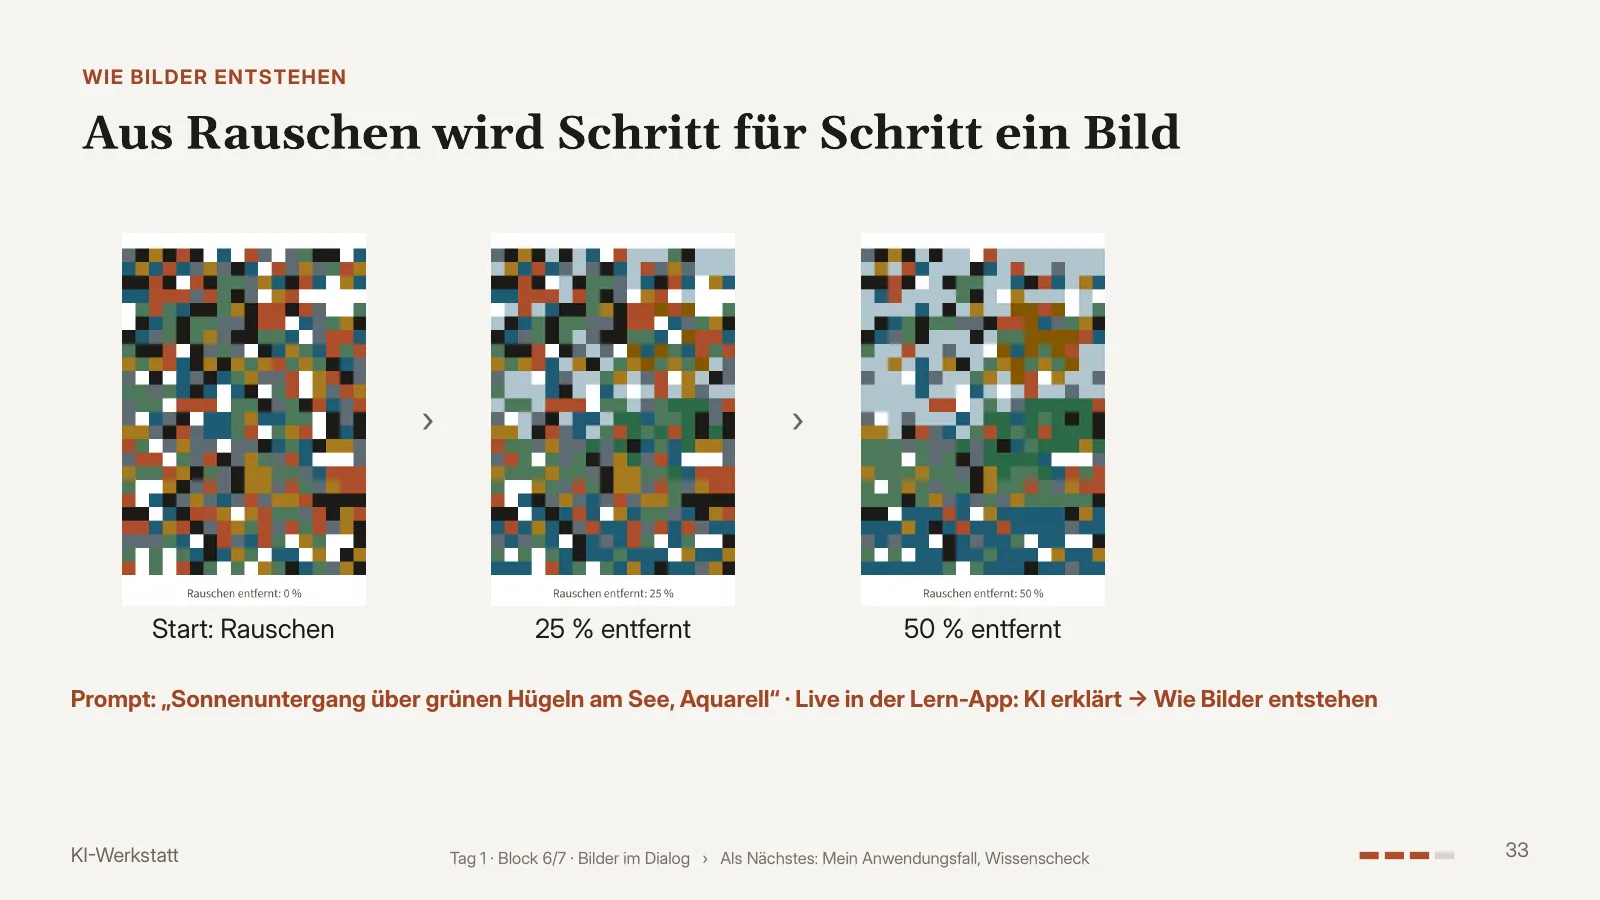 WIE BILDER ENTSTEHEN
Aus Rauschen wird Schritt für Schritt ein Bild
›
›
Rauschen entfernt: 0 %
Rauschen entfernt: 25 %
Rauschen entfernt: 50 %
Start: Rauschen
25 % entfernt
50 % entfernt
Prompt: „Sonnenuntergang über grünen Hügeln am See, Aquarell“ · Live in der Lern-App: KI erklärt → Wie Bilder entstehen
KI-Werkstatt
Tag 1 · Block 6/7 · Bilder im Dialog › Als Nächstes: Mein Anwendungsfall, Wissenscheck
33